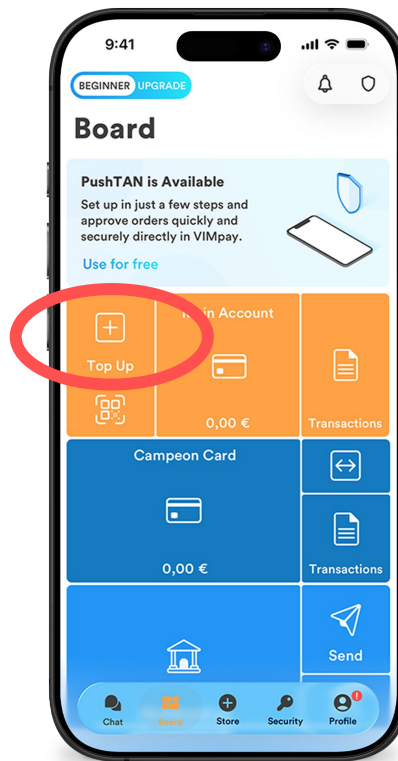 9:41
BEGINNER UPGRADE
Board
PushTAN is Available
Set up in just a few steps and
approve orders quickly and
securely directly in VIMpay.
Use for free
Account
Top Up
0,00 €
Transactions
Campeon Card
0,00 €
Transactions
Send
Chat
Board
Store
Security
Profile